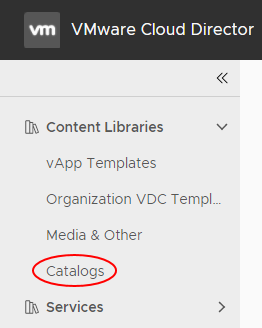 vm VMware Cloud Director
Content Libraries
vApp Templates
Organization VDC Templ...
Media & Other
Catalogs
Services